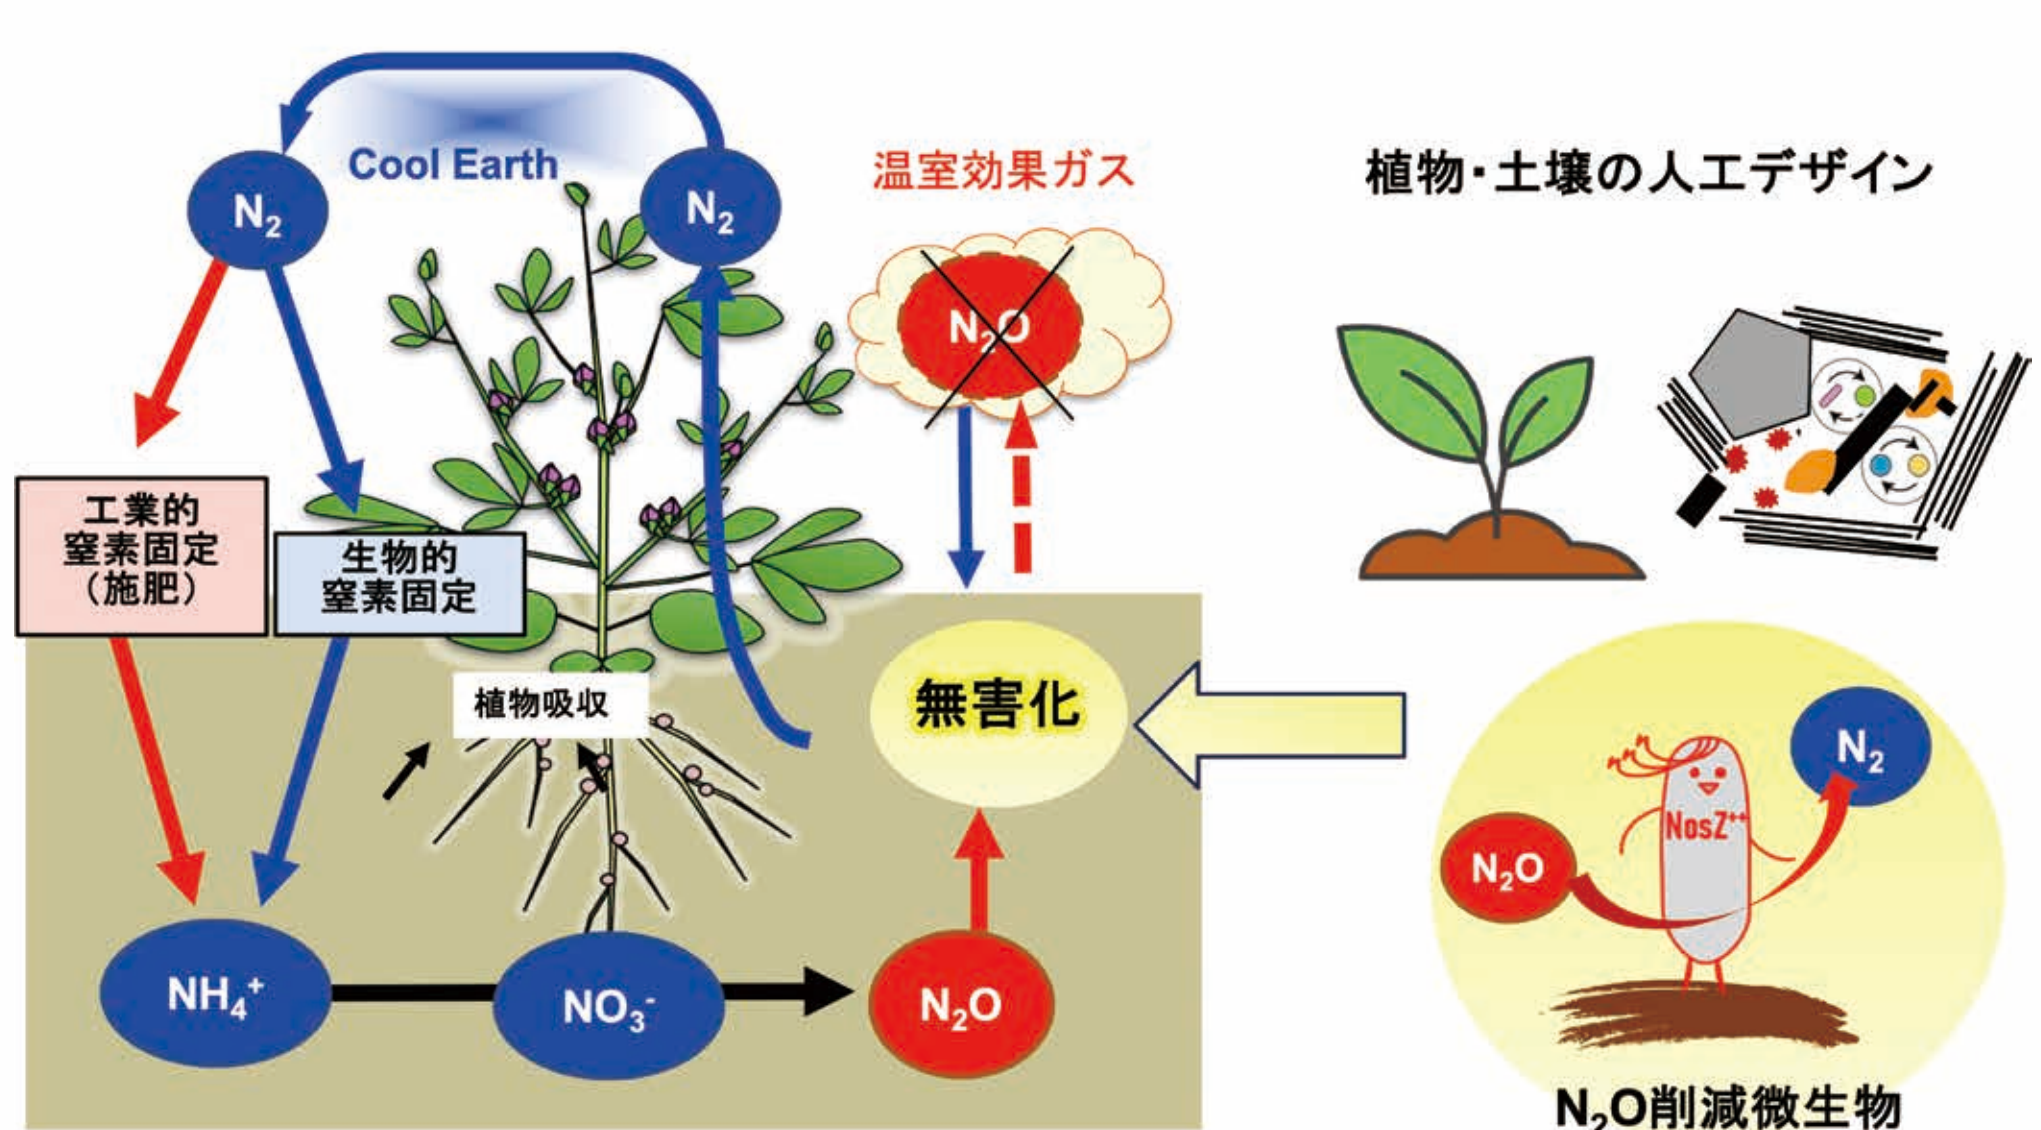 Cool Earth
N₂
N₂
温室効果ガス
N₂O
植物・土壌の人工デザイン
工業的
窒素固定
（施肥）
生物的
窒素固定
植物吸収
無害化
NH₄⁺
NO₃⁻
N₂O
N₂
NosZ⁺⁺
N₂O
N₂O削減微生物